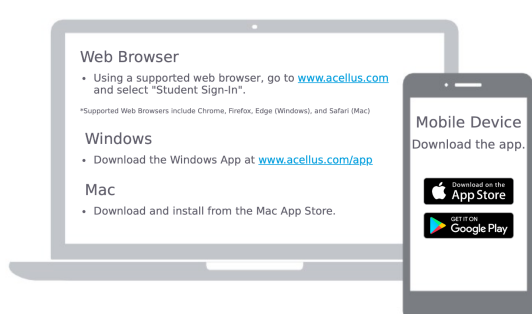 Web Browser
• Using a supported web browser, go to www.acellus.com
and select "Student Sign-In".
*Supported Web Browsers include Chrome, Firefox, Edge (Windows), and Safari (Mac)
Windows
• Download the Windows App at www.acellus.com/app
Mac
• Download and install from the Mac App Store.
Mobile Device
Download the app.
Download on the
App Store
GET IT ON
Google Play